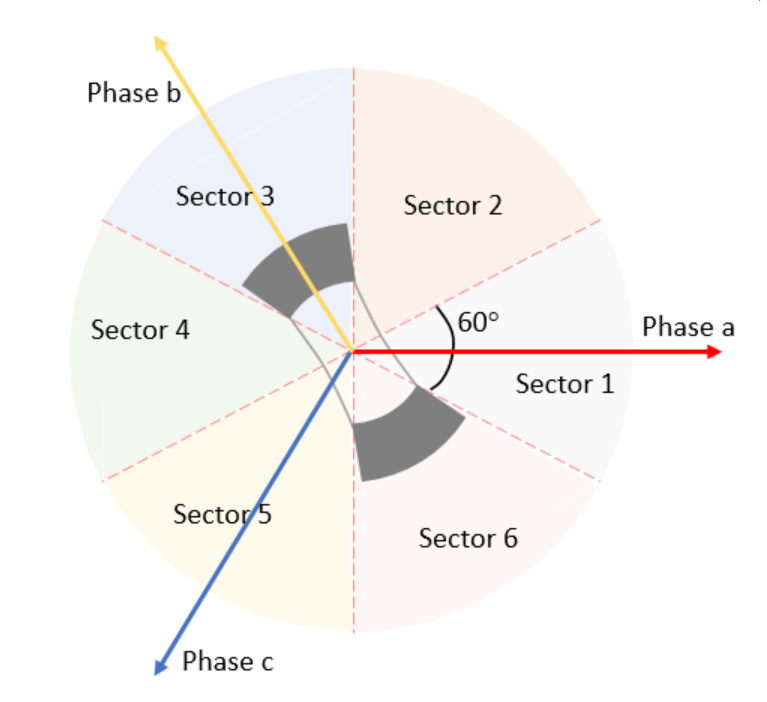 Phase b
Sector 3
Sector 2
Sector 4
60°
Phase a
Sector 1
Sector 5
Sector 6
Phase c